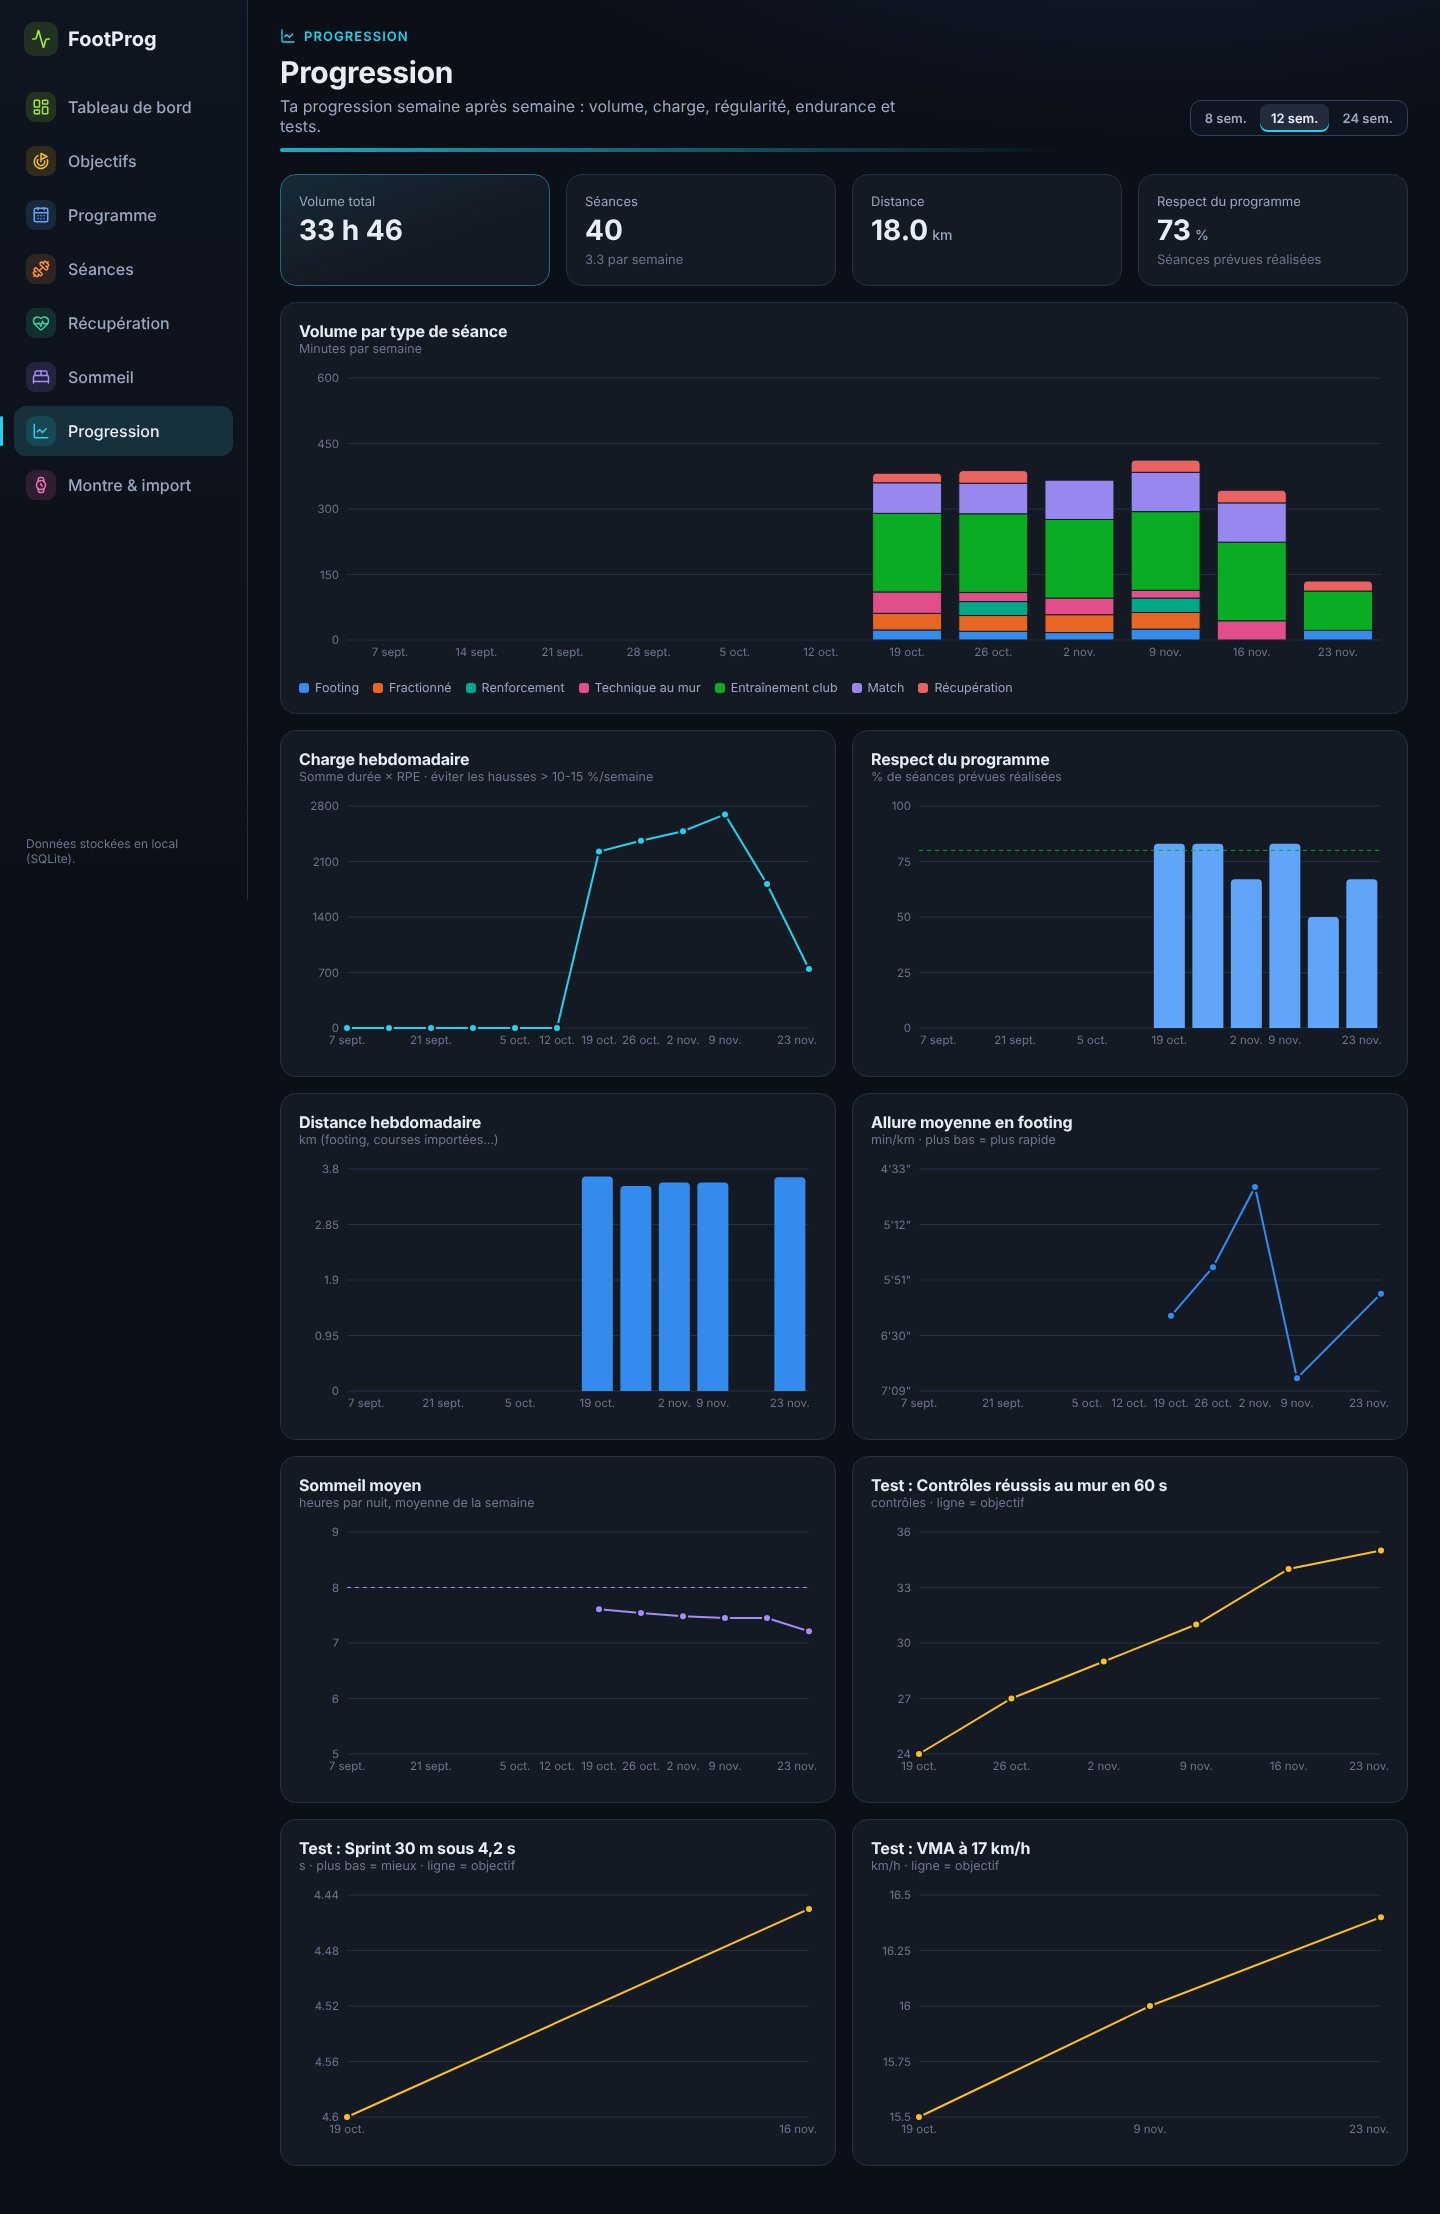 FootProg
Tableau de bord
Objectifs
Programme
Séances
Récupération
Sommeil
Progression
Montre & import
Données stockées en local
(SQLite).
PROGRESSION
Progression
Ta progression semaine après semaine : volume, charge, régularité, endurance et
tests.
8 sem. 12 sem. 24 sem.
Volume total
33 h 46
Séances
40
3.3 par semaine
Distance
18.0 km
Respect du programme
73 %
Séances prévues réalisées
Volume par type de séance
Minutes par semaine
600
450
300
150
0
7 sept. 14 sept. 21 sept. 28 sept. 5 oct. 12 oct. 19 oct. 26 oct. 2 nov. 9 nov. 16 nov. 23 nov.
Footing Fractionné Renforcement Technique au mur Entraînement club Match Récupération
Charge hebdomadaire
Somme durée × RPE · éviter les hausses > 10-15 %/semaine
2800
2100
1400
700
0
7 sept. 21 sept. 5 oct. 12 oct. 19 oct. 26 oct. 2 nov. 9 nov. 23 nov.
Respect du programme
% de séances prévues réalisées
100
75
50
25
0
7 sept. 21 sept. 5 oct. 19 oct. 2 nov. 9 nov. 23 nov.
Distance hebdomadaire
km (footing, courses importées…)
3.8
2.85
1.9
0.95
0
7 sept. 21 sept. 5 oct. 19 oct. 2 nov. 9 nov. 23 nov.
Allure moyenne en footing
min/km · plus bas = plus rapide
4'33"
5'12"
5'51"
6'30"
7'09"
7 sept. 21 sept. 5 oct. 12 oct. 19 oct. 26 oct. 2 nov. 9 nov. 23 nov.
Sommeil moyen
heures par nuit, moyenne de la semaine
9
8
7
6
5
7 sept. 21 sept. 5 oct. 12 oct. 19 oct. 26 oct. 2 nov. 9 nov. 23 nov.
Test : Contrôles réussis au mur en 60 s
contrôles · ligne = objectif
36
33
30
27
24
19 oct. 26 oct. 2 nov. 9 nov. 16 nov. 23 nov.
Test : Sprint 30 m sous 4,2 s
s · plus bas = mieux · ligne = objectif
4.44
4.48
4.52
4.56
4.6
19 oct. 16 nov.
Test : VMA à 17 km/h
km/h · ligne = objectif
16.5
16.25
16
15.75
15.5
19 oct. 9 nov. 23 nov.